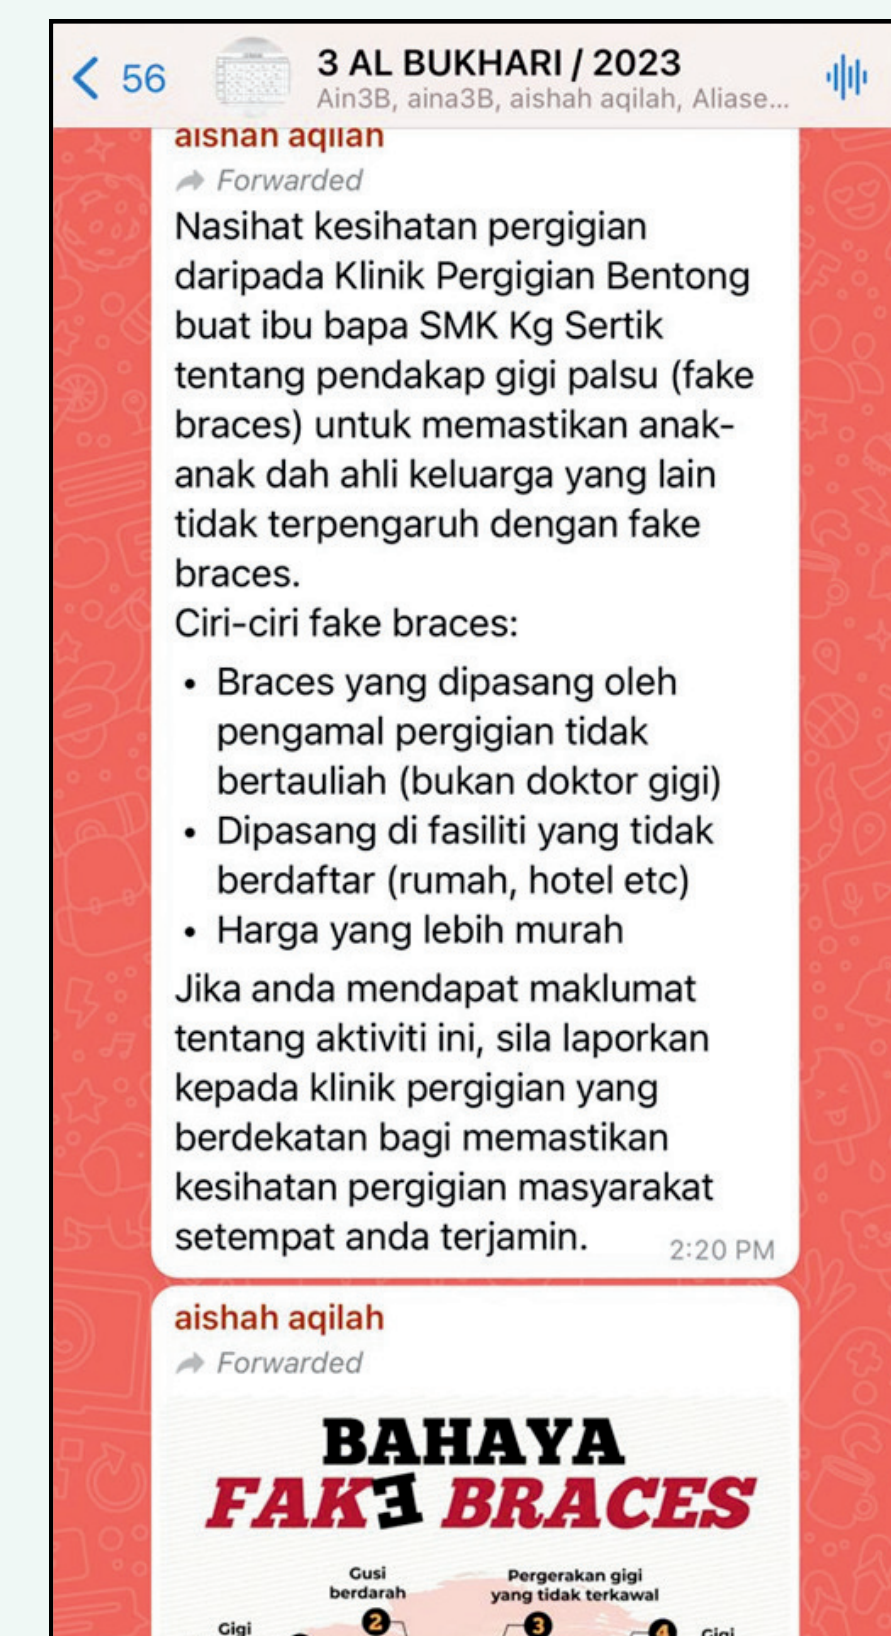 56
3 AL BUKHARI / 2023
Ain3B, aina3B, aishah aqilah, Aliase...
aishah aqilah
Forwarded
Nasihat kesihatan pergigian
daripada Klinik Pergigian Bentong
buat ibu bapa SMK Kg Sertik
tentang pendakap gigi palsu (fake
braces) untuk memastikan anak-
anak dah ahli keluarga yang lain
tidak terpengaruh dengan fake
braces.
Ciri-ciri fake braces:
• Braces yang dipasang oleh
pengamal pergigian tidak
bertauliah (bukan doktor gigi)
• Dipasang di fasiliti yang tidak
berdaftar (rumah, hotel etc)
• Harga yang lebih murah
Jika anda mendapat maklumat
tentang aktiviti ini, sila laporkan
kepada klinik pergigian yang
berdekatan bagi memastikan
kesihatan pergigian masyarakat
setempat anda terjamin.
2:20 PM
aishah aqilah
Forwarded
BAHAYA
FAKE BRACES
Gusi
berdarah
Pergerakan gigi
yang tidak terkawal
Gigi
2
3
4
Gigi